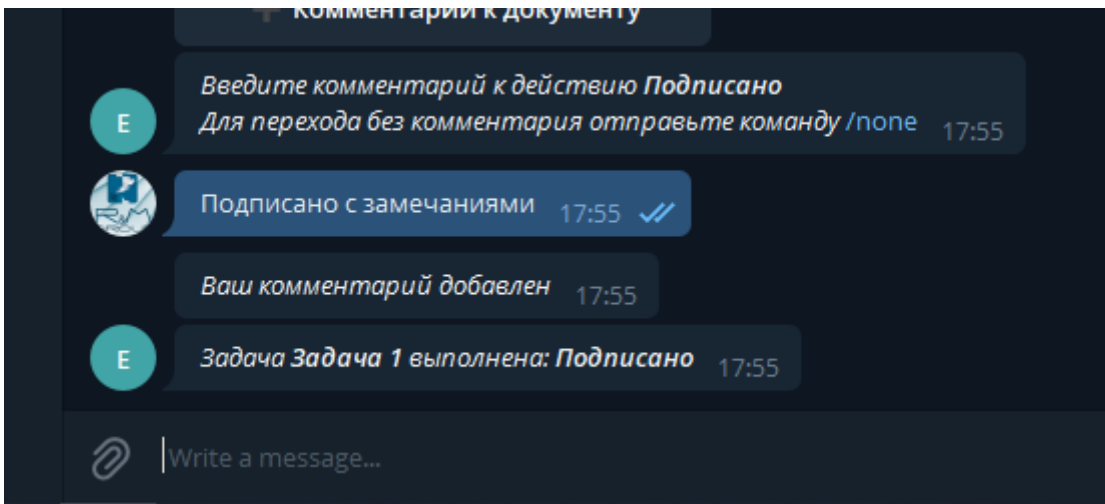 Комментарии к документу
Введите комментарий к действию Подписано
Для перехода без комментария отправьте команду /none 17:55
E
Подписано с замечаниями 17:55
Ваш комментарий добавлен 17:55
E
Задача Задача 1 выполнена: Подписано 17:55
Write a message...